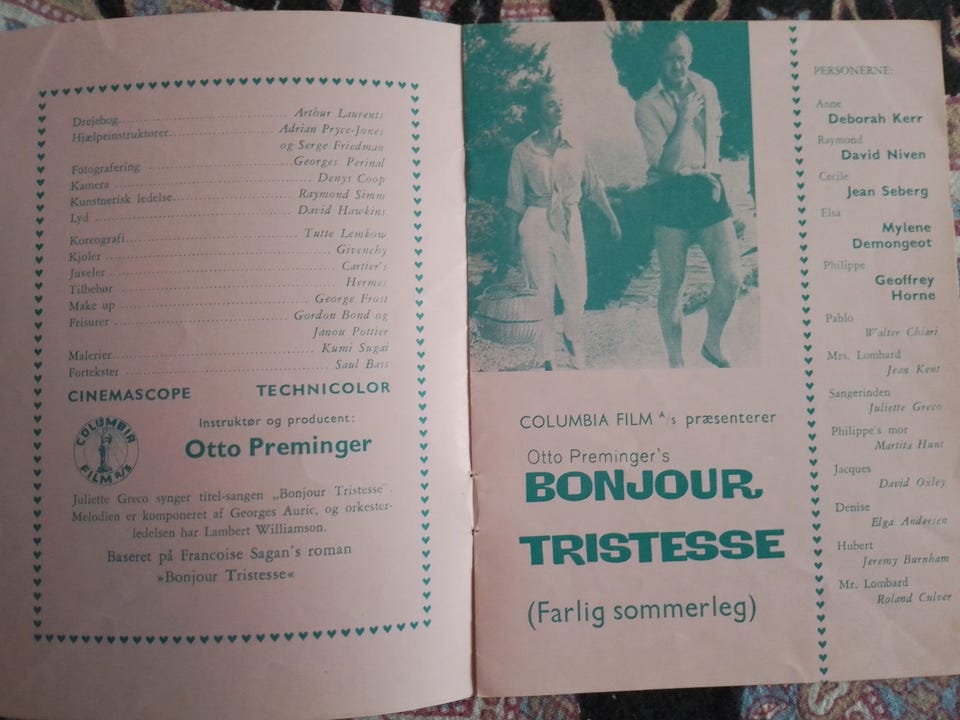 Drejebog ........ Arthur Laurents
Hjælpeinstruktører ........ Adrian Pryce-Jones
og Serge Friedman
Fotografering ........ Georges Perinal
Kamera ........ Denys Coop
Kunstnerisk ledelse ........ Raymond Simm
Lyd ........ David Hawkins
Koreografi ........ Tutte Lemkow
Kjoler ........ Givenchy
Juveler ........ Cartier's
Tilbehør ........ Hermes
Make up ........ George Frost
Frisurer ........ Gordon Bond og
Janou Pottier
Malerier ........ Kumi Sugai
Fortekster ........ Saul Bass
CINEMASCOPE TECHNICOLOR
COLUMBIA
FILM A/S
Instruktør og producent:
Otto Preminger
Juliette Greco synger titel-sangen „Bonjour Tristesse".
Melodien er komponeret af Georges Auric, og orkester-
ledelsen har Lambert Williamson.
Baseret på Francoise Sagan's roman
»Bonjour Tristesse«
COLUMBIA FILM A/S præsenterer
Otto Preminger's
BONJOUR
TRISTESSE
(Farlig sommerleg)
PERSONERNE:
Anne
Deborah Kerr
Raymond
David Niven
Cecile
Jean Seberg
Elsa
Mylene
Demongeot
Philippe
Geoffrey
Horne
Pablo
Walter Chiari
Mrs. Lombard
Jean Kent
Sangerinden
Juliette Greco
Philippe's mor
Martita Hunt
Jacques
David Oxley
Denise
Elga Andersen
Hubert
Jeremy Burnham
Mr. Lombard
Roland Culver